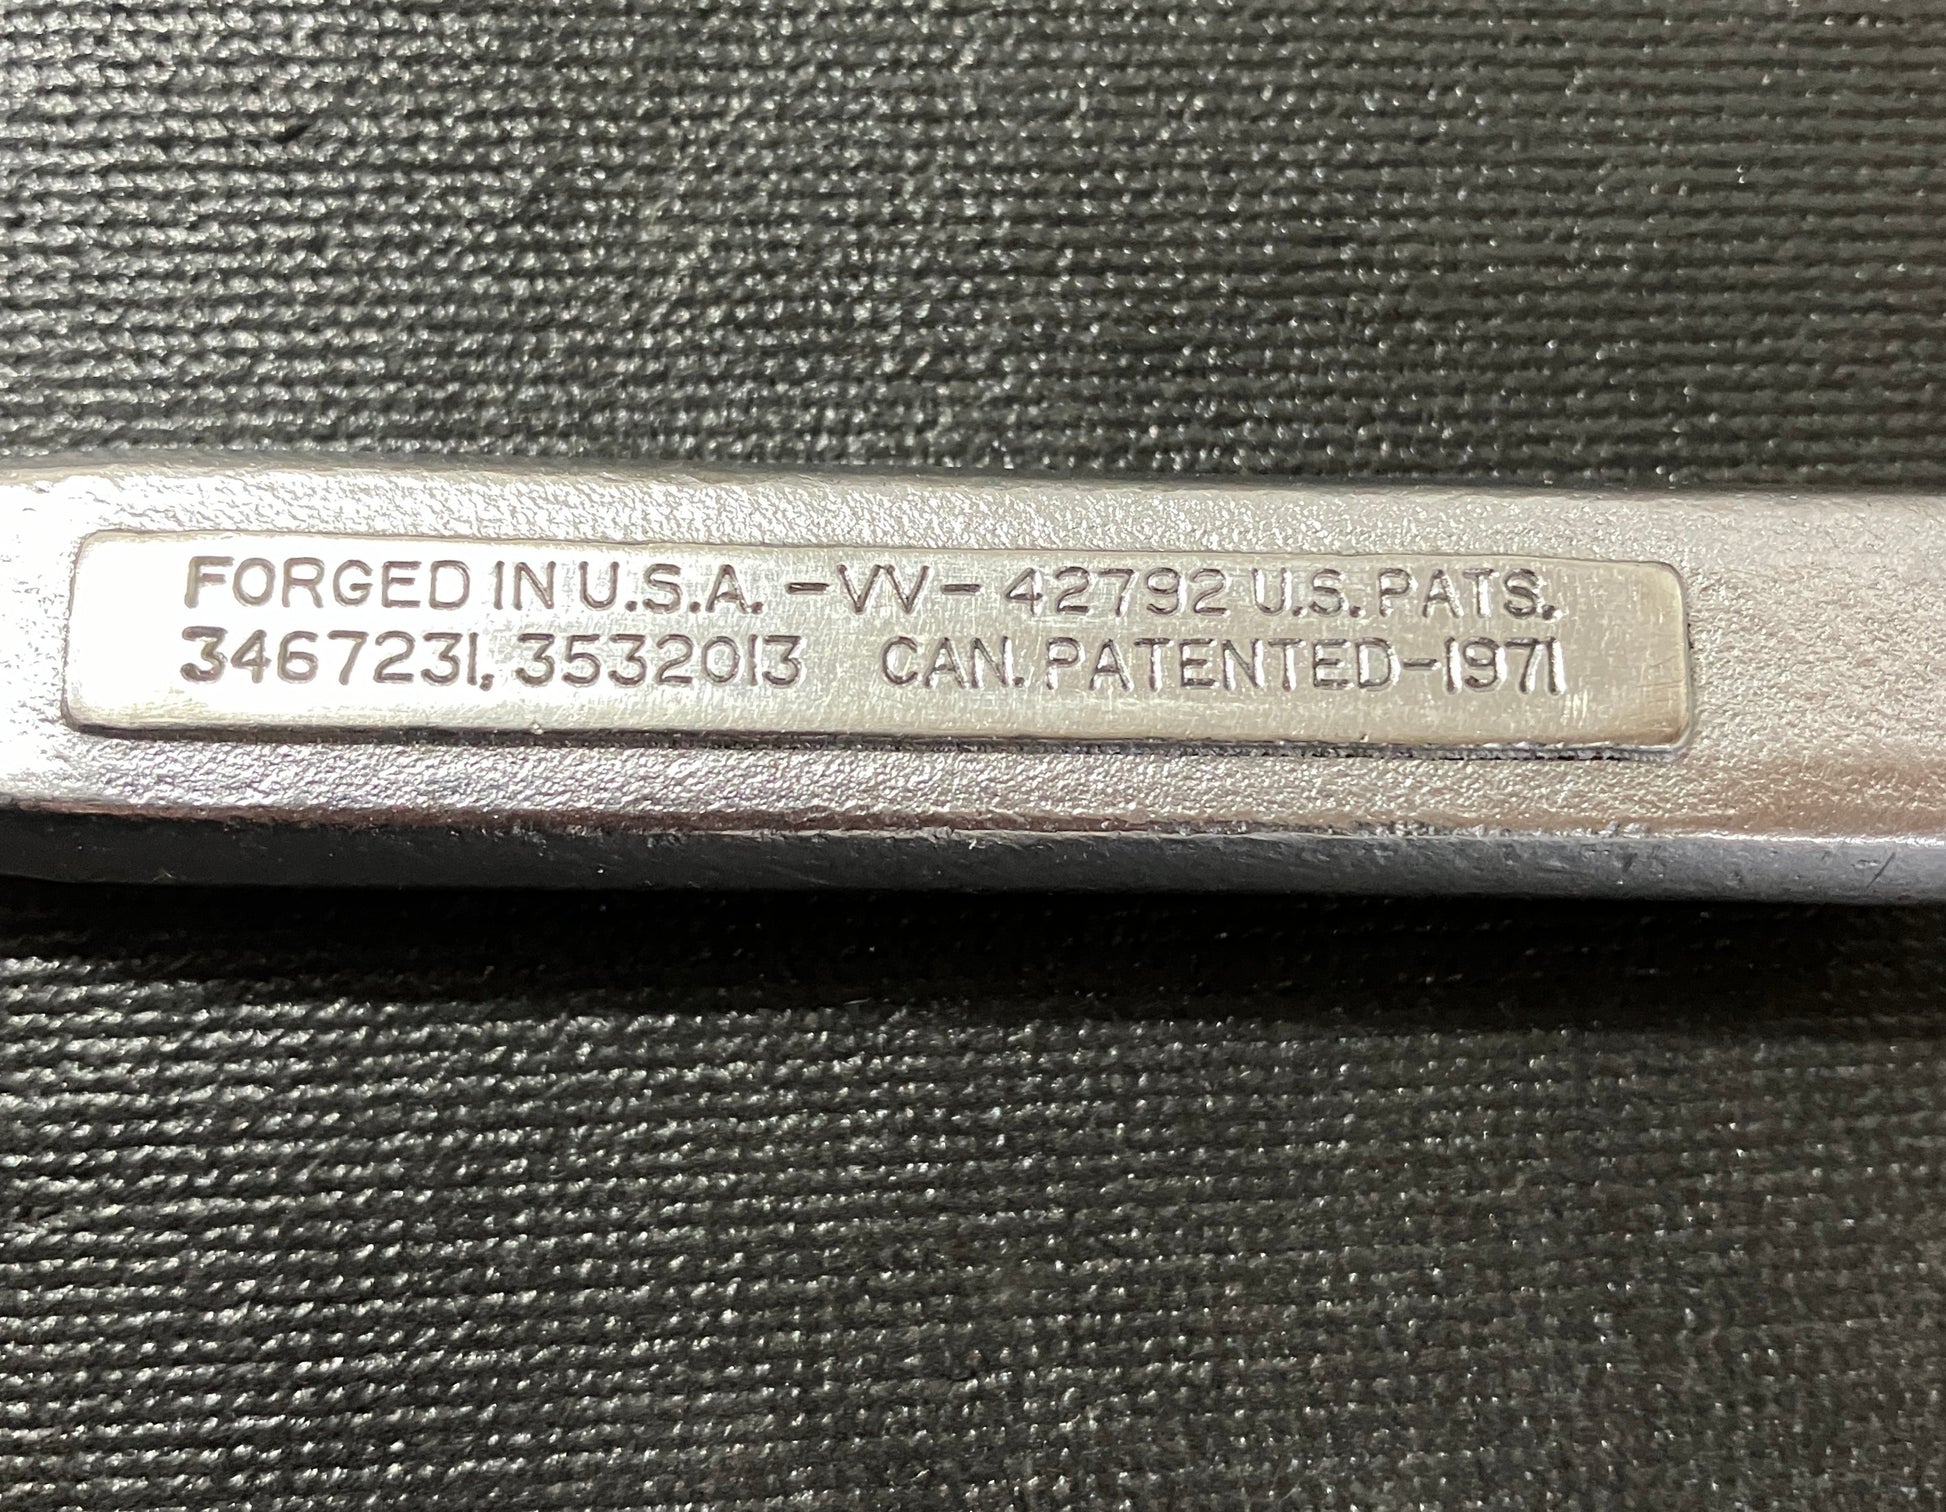 FORGED IN U.S.A. -VV- 42792 U.S. PATS.
3467231, 3532013 CAN. PATENTED-1971